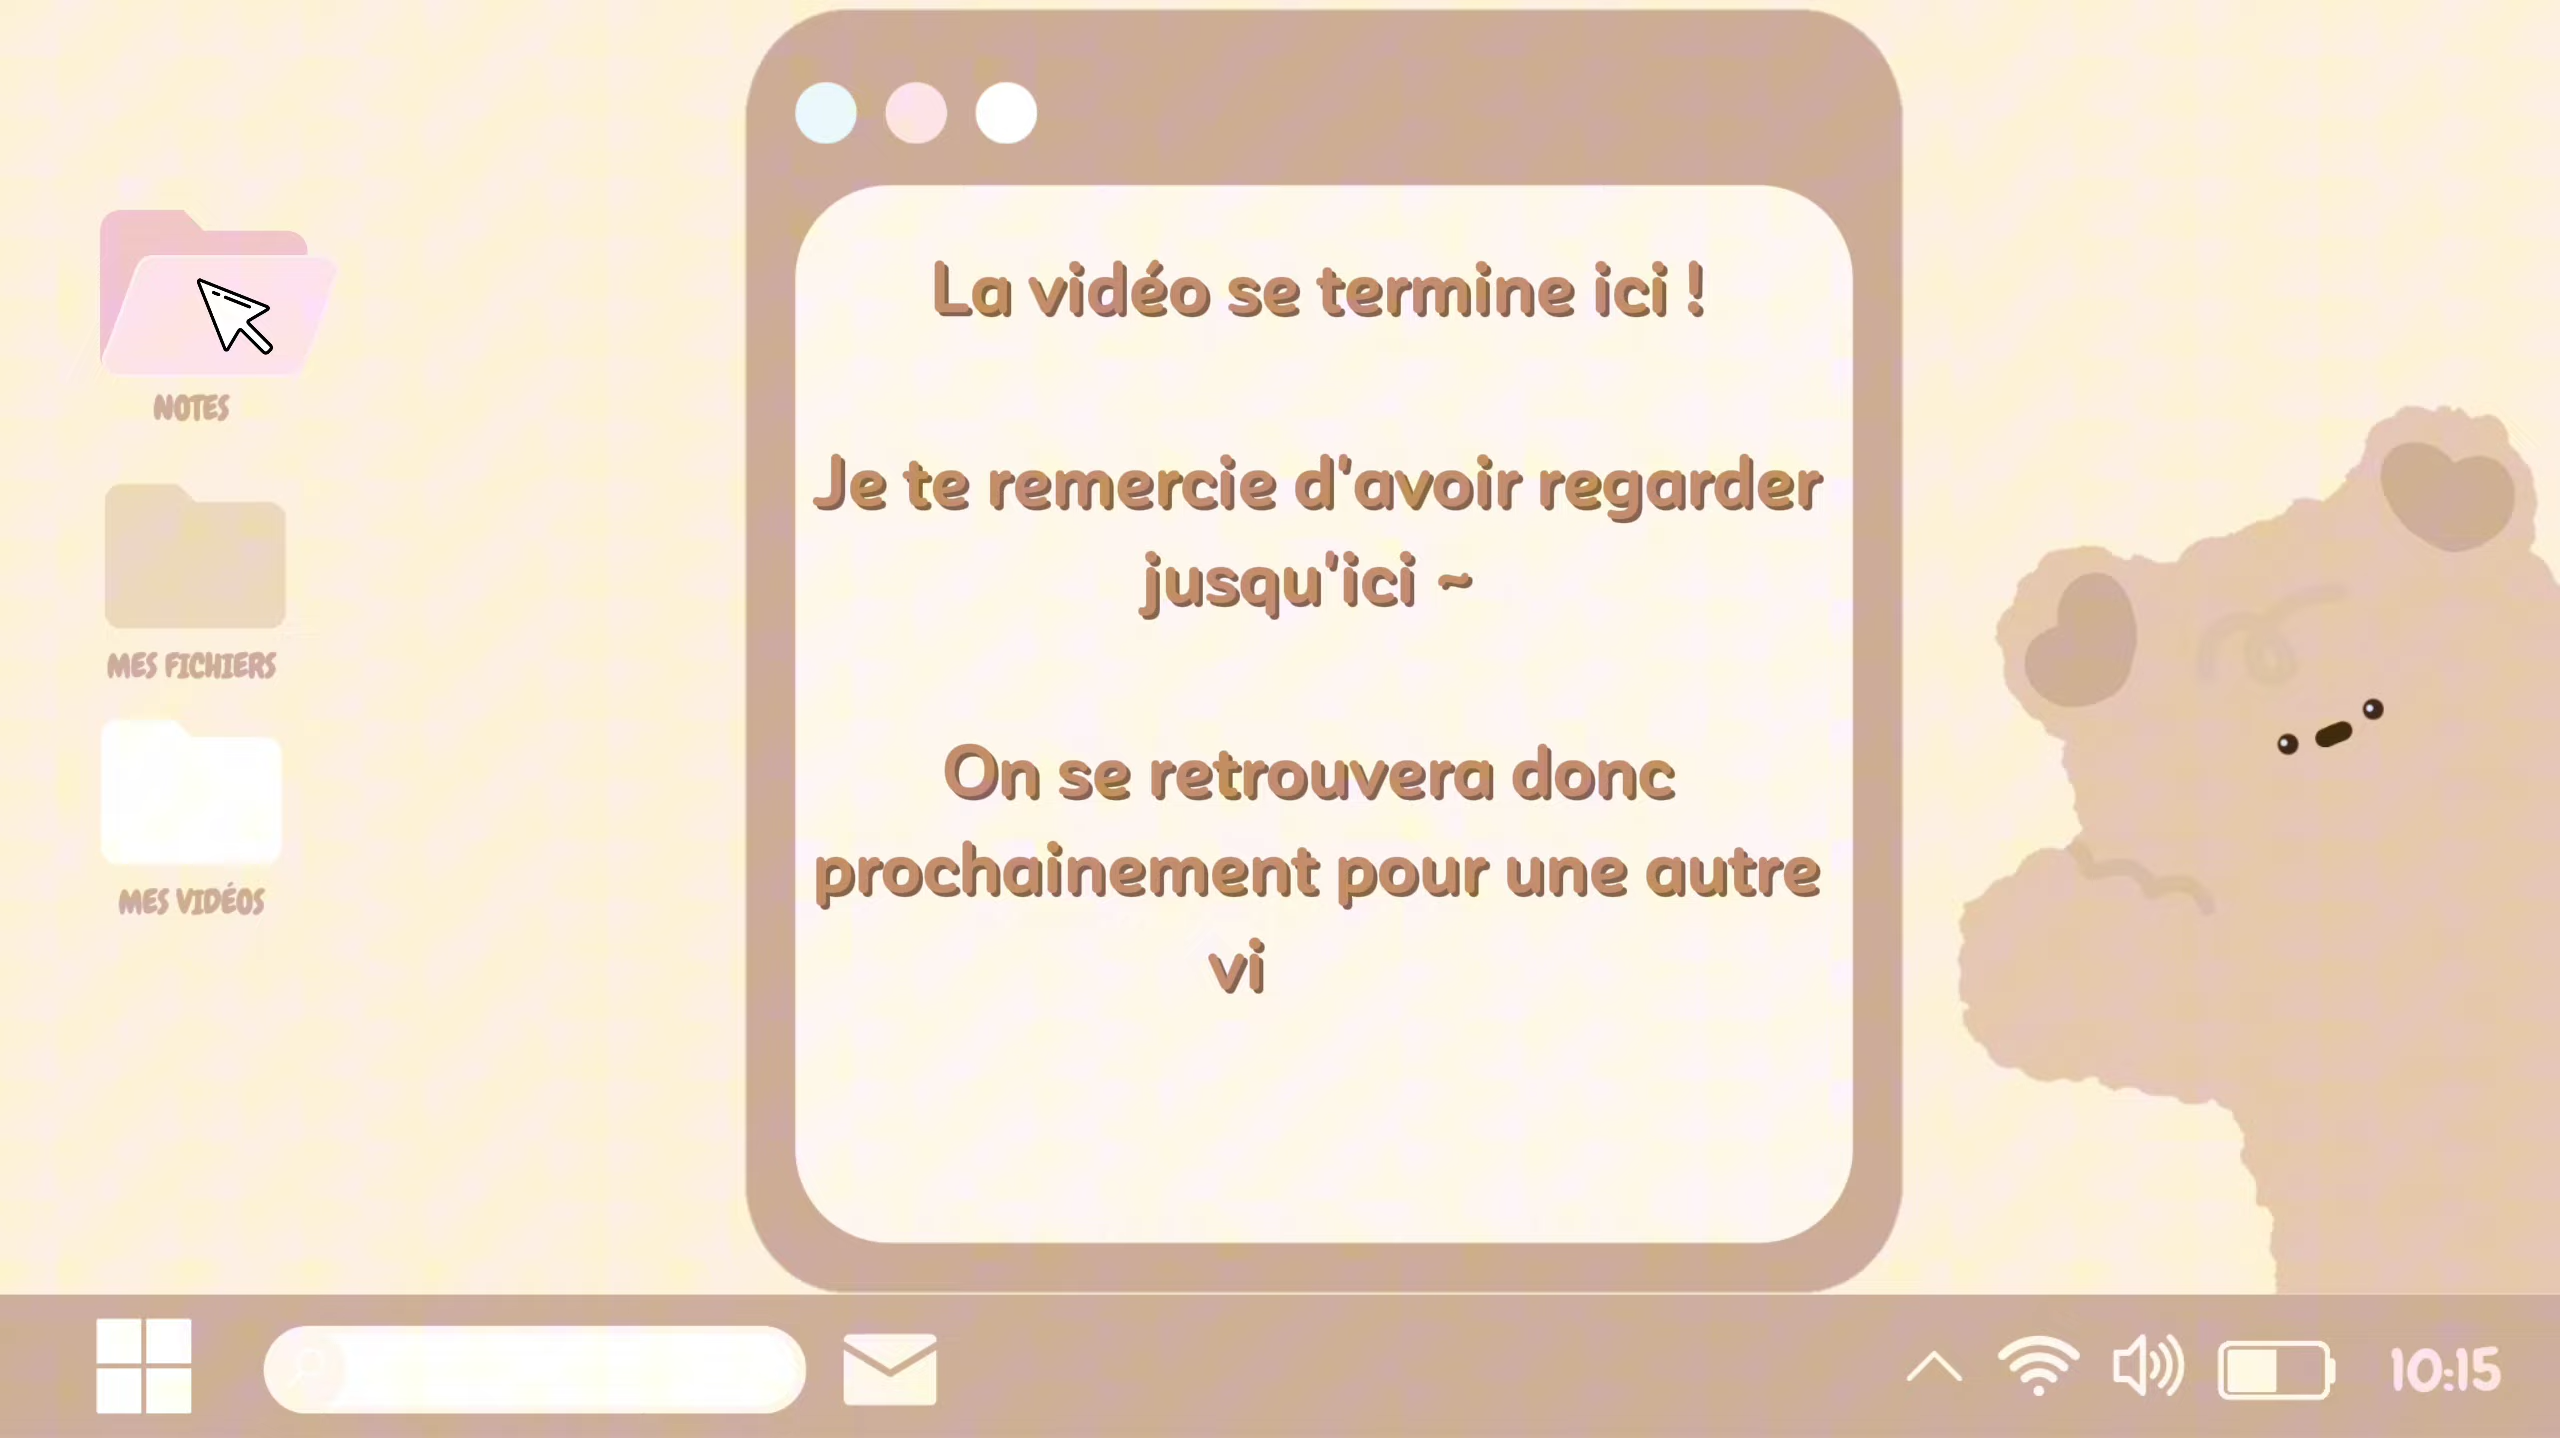 La vidéo se termine ici !
Je te remercie d'avoir regarder
jusqu'ici ~
On se retrouvera donc
prochainement pour une autre
vi
NOTES
MES FICHIERS
MES VIDÉOS
10:15